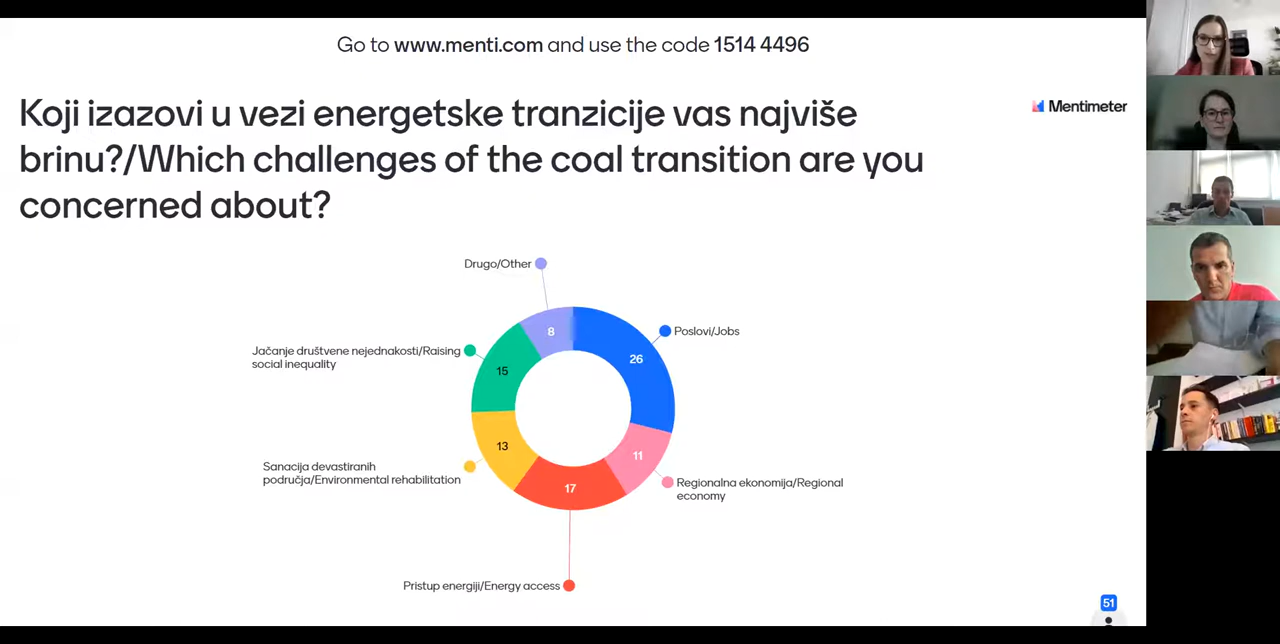 Go to www.menti.com and use the code 1514 4496
Koji izazovi u vezi energetske tranzicije vas najviše
brinu?/Which challenges of the coal transition are you
concerned about?
Mentimeter
Drugo/Other
8
Poslovi/Jobs
26
Jačanje društvene nejednakosti/Raising
social inequality
15
Sanacija devastiranih
područja/Environmental rehabilitation
13
11
Regionalna ekonomija/Regional
economy
17
Pristup energiji/Energy access
51